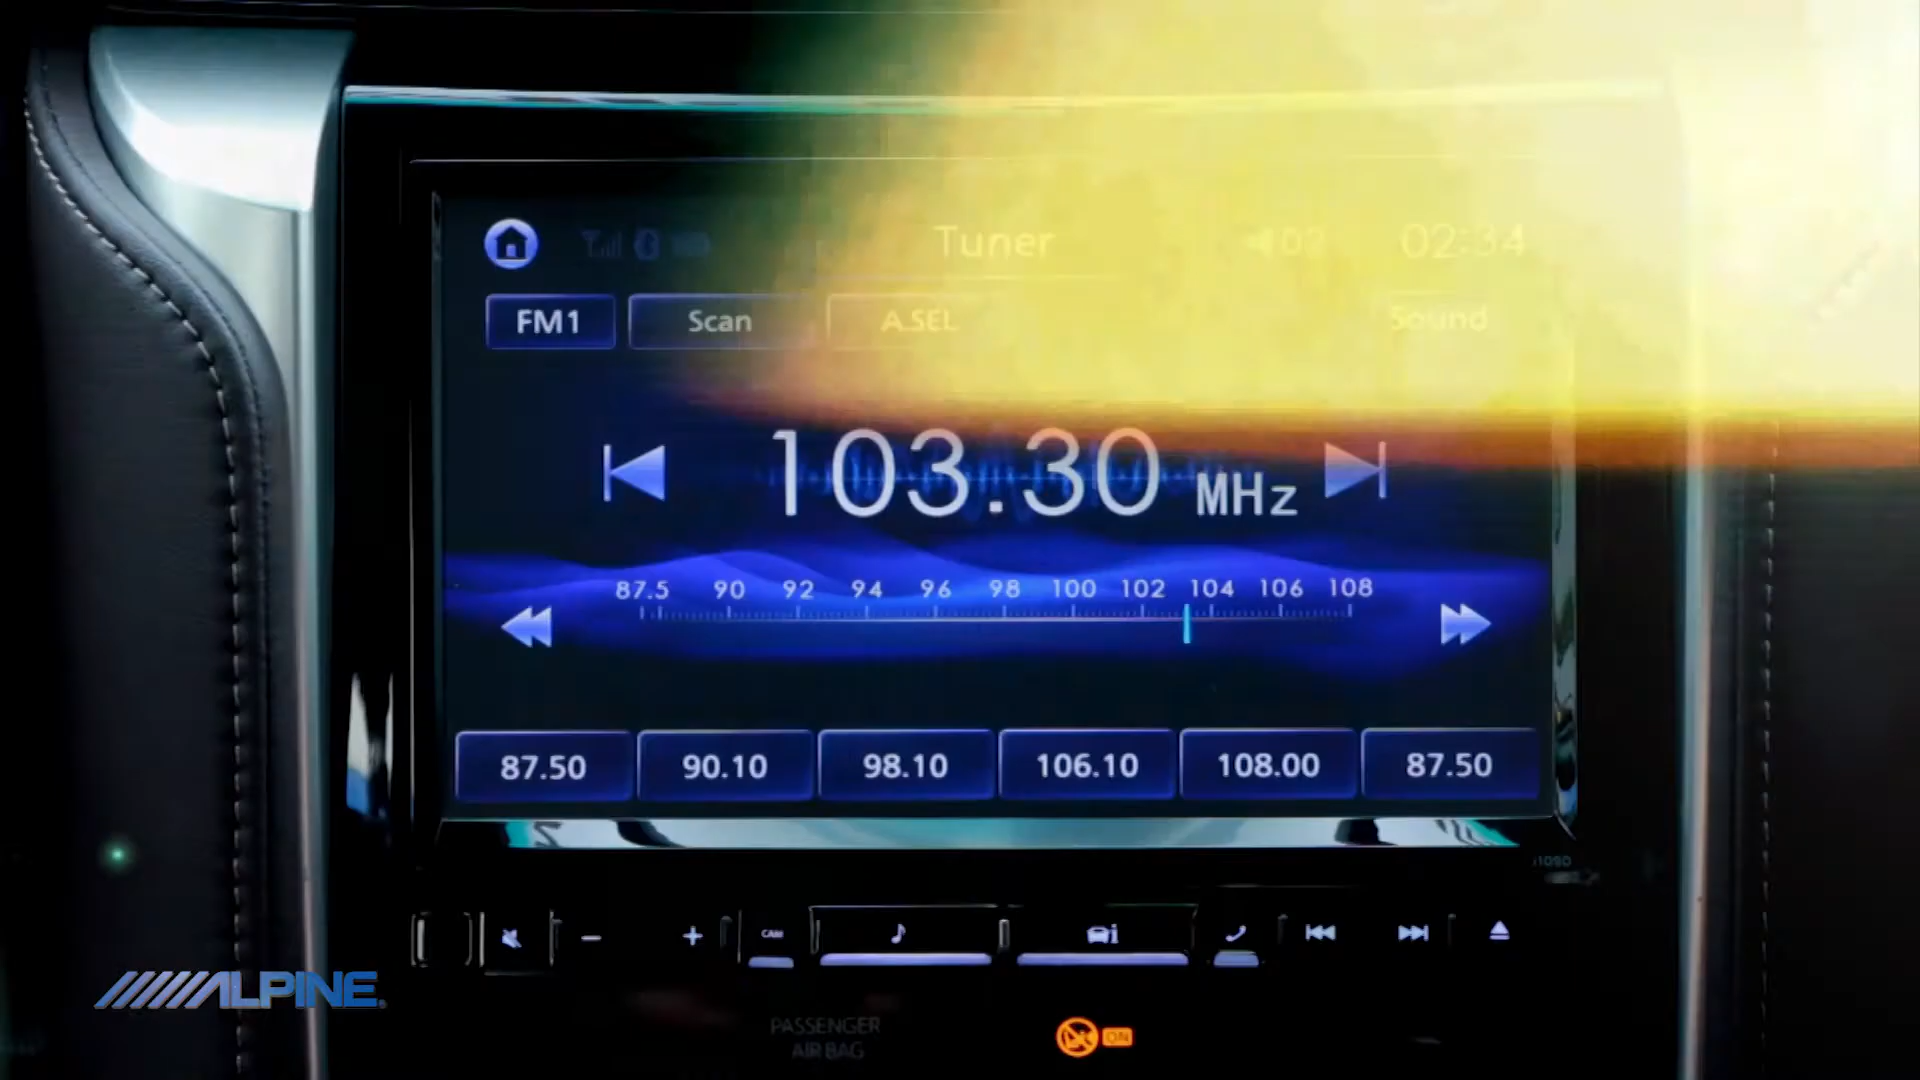 Tuner 02:34
FM1 Scan A.SEL Sound
103.30 MHz
87.5 90 92 94 96 98 100 102 104 106 108
87.50 90.10 98.10 106.10 108.00 87.50
CAM
i
ALPINE
PASSENGER
AIR BAG
ON